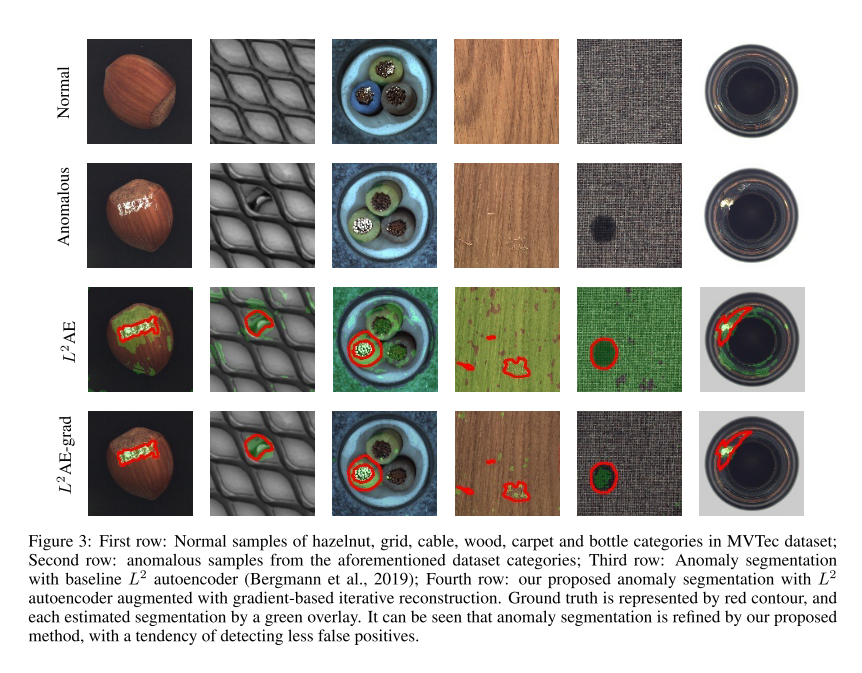 Normal
Anomalous
L²AE
L²AE-grad
Figure 3: First row: Normal samples of hazelnut, grid, cable, wood, carpet and bottle categories in MVTec dataset;
Second row: anomalous samples from the aforementioned dataset categories; Third row: Anomaly segmentation
with baseline L² autoencoder (Bergmann et al., 2019); Fourth row: our proposed anomaly segmentation with L²
autoencoder augmented with gradient-based iterative reconstruction. Ground truth is represented by red contour, and
each estimated segmentation by a green overlay. It can be seen that anomaly segmentation is refined by our proposed
method, with a tendency of detecting less false positives.